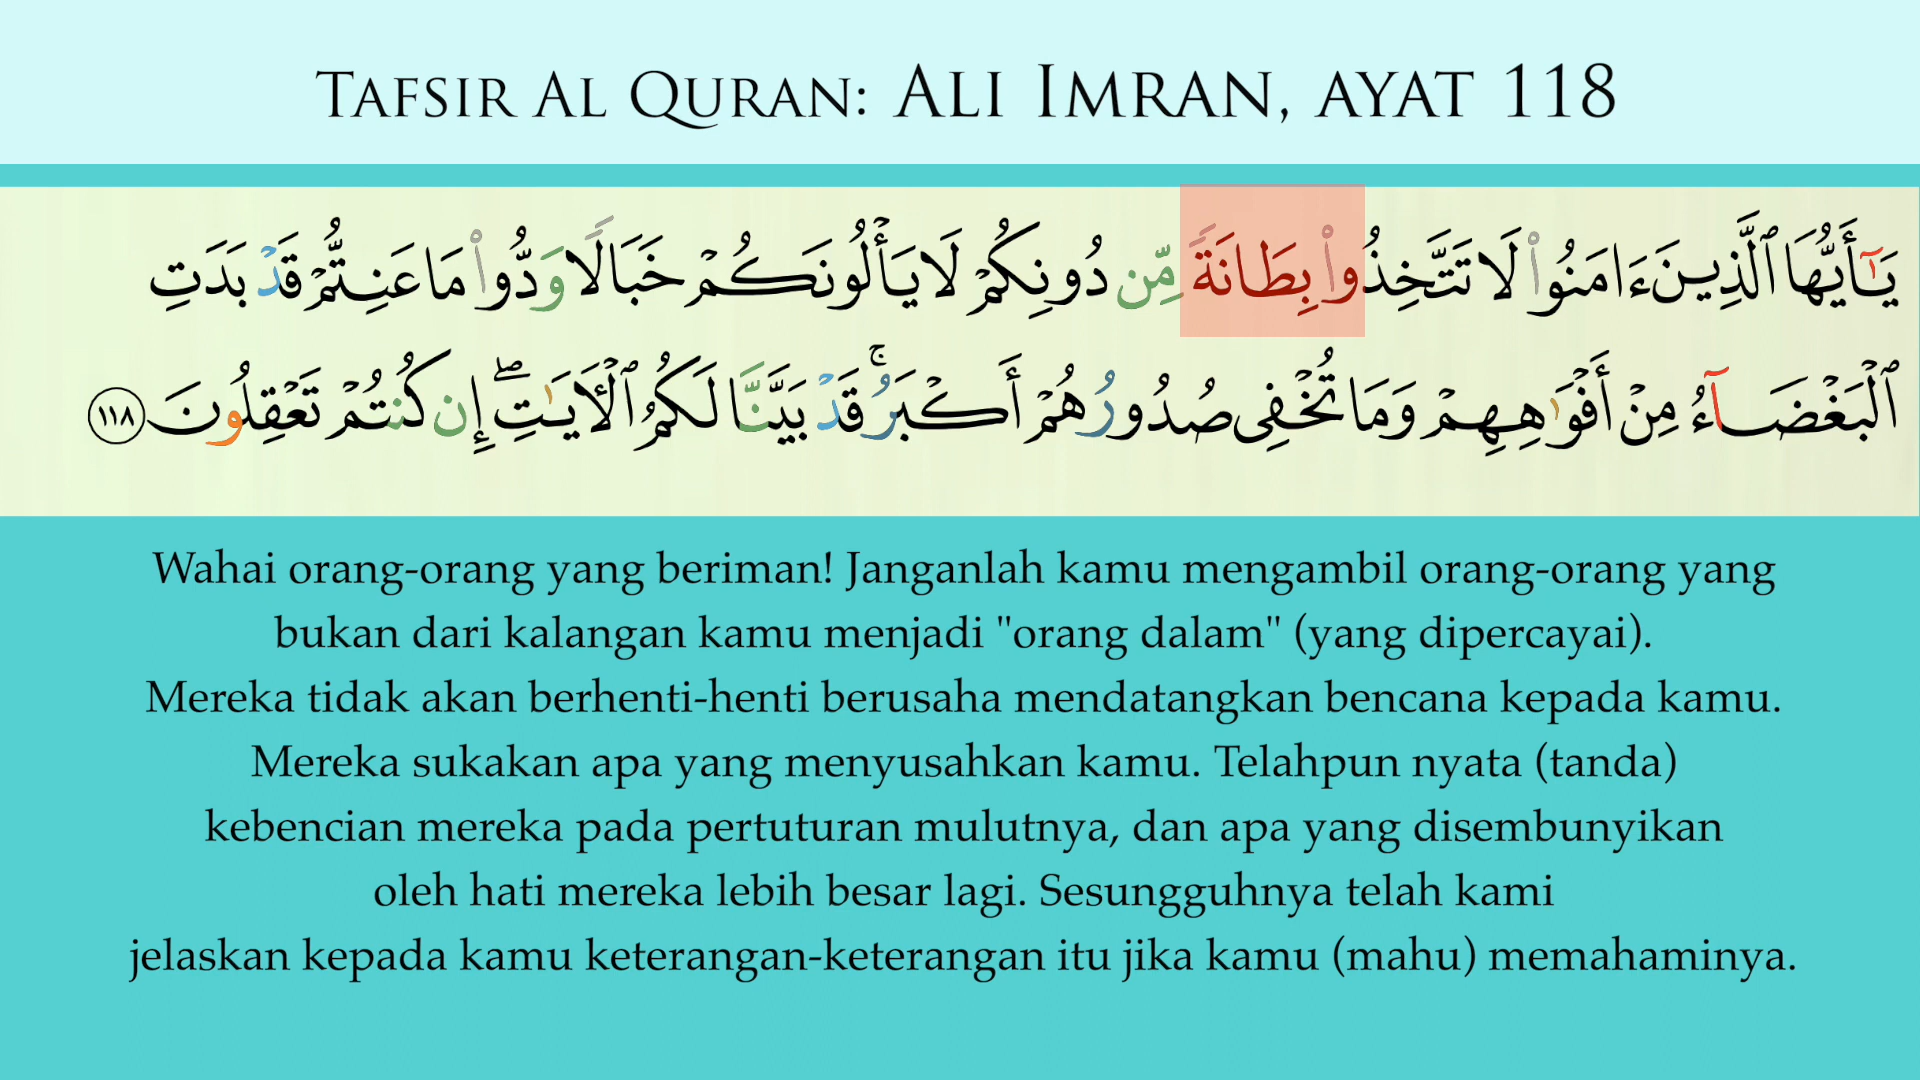 Tafsir Al Quran: Ali Imran, ayat 118
يَـٰٓأَيُّهَا ٱلَّذِينَ ءَامَنُوا۟ لَا تَتَّخِذُوا۟ بِطَانَةً مِّن دُونِكُمْ لَا يَأْلُونَكُمْ خَبَالًا وَدُّوا۟ مَا عَنِتُّمْ قَدْ بَدَتِ
ٱلْبَغْضَآءُ مِنْ أَفْوَٰهِهِمْ وَمَا تُخْفِى صُدُورُهُمْ أَكْبَرُ ۚ قَدْ بَيَّنَّا لَكُمُ ٱلْـَٔايَـٰتِ ۖ إِن كُنتُمْ تَعْقِلُونَ ١١٨
Wahai orang-orang yang beriman! Janganlah kamu mengambil orang-orang yang
bukan dari kalangan kamu menjadi "orang dalam" (yang dipercayai).
Mereka tidak akan berhenti-henti berusaha mendatangkan bencana kepada kamu.
Mereka sukakan apa yang menyusahkan kamu. Telahpun nyata (tanda)
kebencian mereka pada pertuturan mulutnya, dan apa yang disembunyikan
oleh hati mereka lebih besar lagi. Sesungguhnya telah kami
jelaskan kepada kamu keterangan-keterangan itu jika kamu (mahu) memahaminya.